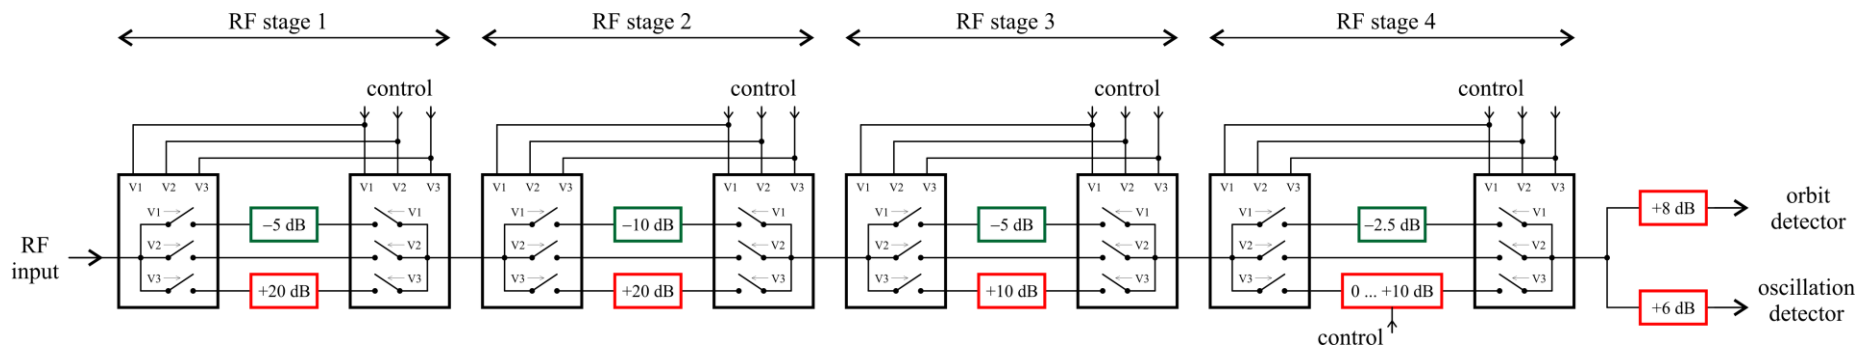 RF stage 1
RF stage 2
RF stage 3
RF stage 4
control
control
control
control
V1 V2 V3
V1 V2 V3
V1 V2 V3
V1 V2 V3
V1 V2 V3
V1 V2 V3
V1 V2 V3
V1 V2 V3
RF
input
V1
–5 dB
V1
V2
V2
V3
+20 dB
V3
V1
–10 dB
V1
V2
V2
V3
+20 dB
V3
V1
–5 dB
V1
V2
V2
V3
+10 dB
V3
V1
–2.5 dB
V1
V2
V2
V3
0 ... +10 dB
V3
control
+8 dB
orbit
detector
+6 dB
oscillation
detector